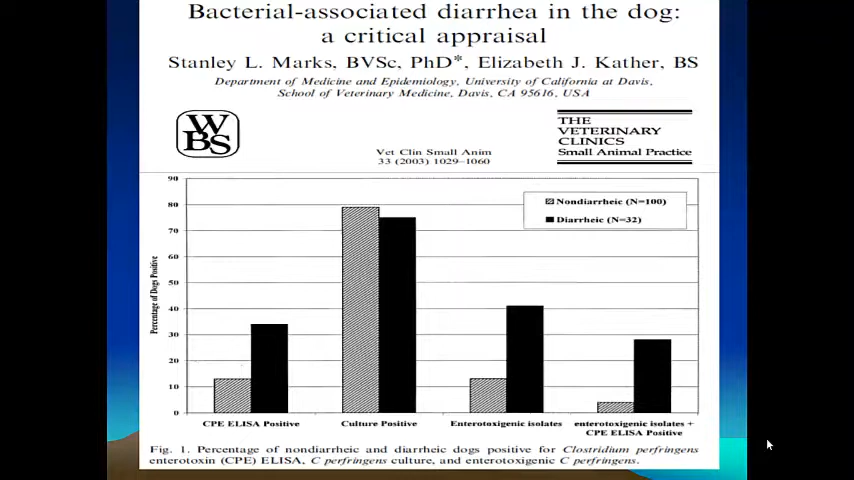 Bacterial-associated diarrhea in the dog:
a critical appraisal
Stanley L. Marks, BVSc, PhD*, Elizabeth J. Kather, BS
Department of Medicine and Epidemiology, University of California at Davis,
School of Veterinary Medicine, Davis, CA 95616, USA
W
BS
Vet Clin Small Anim
33 (2003) 1029–1060
THE
VETERINARY
CLINICS
Small Animal Practice
90
80
70
60
50
40
30
20
10
0
Percentage of Dogs Positive
Nondiarrheic (N=100)
Diarrheic (N=32)
CPE ELISA Positive
Culture Positive
Enterotoxigenic isolates
enterotoxigenic isolates +
CPE ELISA Positive
Fig. 1. Percentage of nondiarrheic and diarrheic dogs positive for Clostridium perfringens
enterotoxin (CPE) ELISA, C perfringens culture, and enterotoxigenic C perfringens.